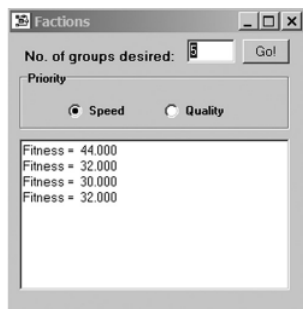 Factions
No. of groups desired: 5 Go!
Priority
Speed Quality
Fitness = 44.000
Fitness = 32.000
Fitness = 30.000
Fitness = 32.000